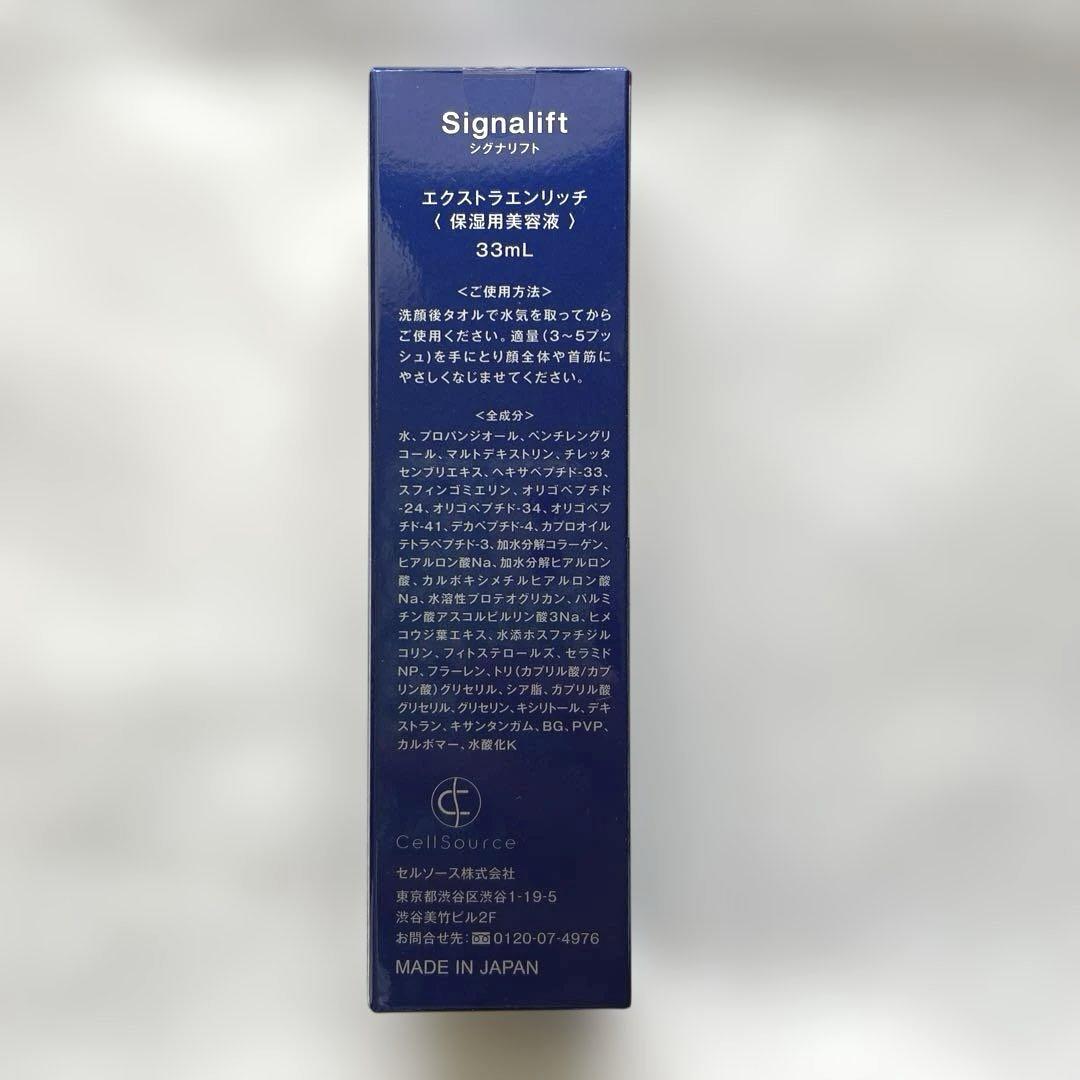 Signalift
シグナリフト
エクストラエンリッチ
〈 保湿用美容液 〉
33mL
<ご使用方法>
洗顔後タオルで水気を取ってから
ご使用ください。適量(3〜5プッ
シュ)を手にとり顔全体や首筋に
やさしくなじませてください。
<全成分>
水、プロパンジオール、ペンチレングリ
コール、マルトデキストリン、チレッタ
センブリエキス、ヘキサペプチド-33、
スフィンゴミエリン、オリゴペプチド
-24、オリゴペプチド-34、オリゴペプ
チド-41、デカペプチド-4、カプロオイル
テトラペプチド-3、加水分解コラーゲン、
ヒアルロン酸Na、加水分解ヒアルロン
酸、カルボキシメチルヒアルロン酸
Na、水溶性プロテオグリカン、パルミ
チン酸アスコルビルリン酸3Na、ヒメ
コウジ葉エキス、水添ホスファチジル
コリン、フィトステロールズ、セラミド
NP、フラーレン、トリ(カプリル酸/カプ
リン酸)グリセリル、シア脂、カプリル酸
グリセリル、グリセリン、キシリトール、デキ
ストラン、キサンタンガム、BG、PVP、
カルボマー、水酸化K
CellSource
セルソース株式会社
東京都渋谷区渋谷1-19-5
渋谷美竹ビル2F
お問合せ先:0120-07-4976
MADE IN JAPAN